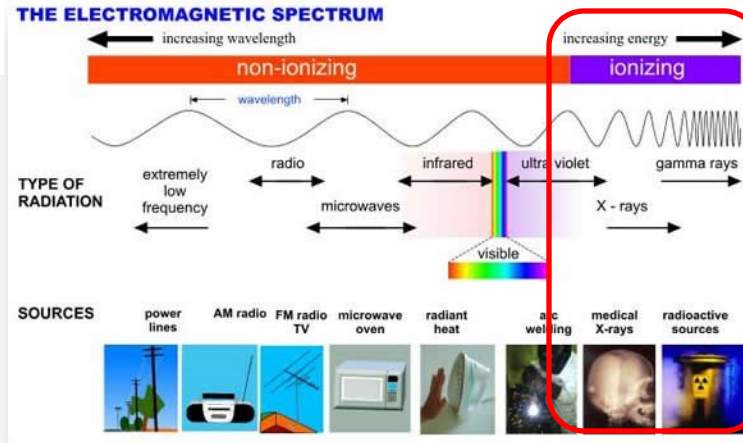 THE ELECTROMAGNETIC SPECTRUM
increasing wavelength
increasing energy
non-ionizing
ionizing
wavelength
TYPE OF
RADIATION
extremely
low
frequency
radio
microwaves
infrared
visible
ultra violet
X - rays
gamma rays
SOURCES
power
lines
AM radio
FM radio
TV
microwave
oven
radiant
heat
arc
welding
medical
X-rays
radioactive
sources